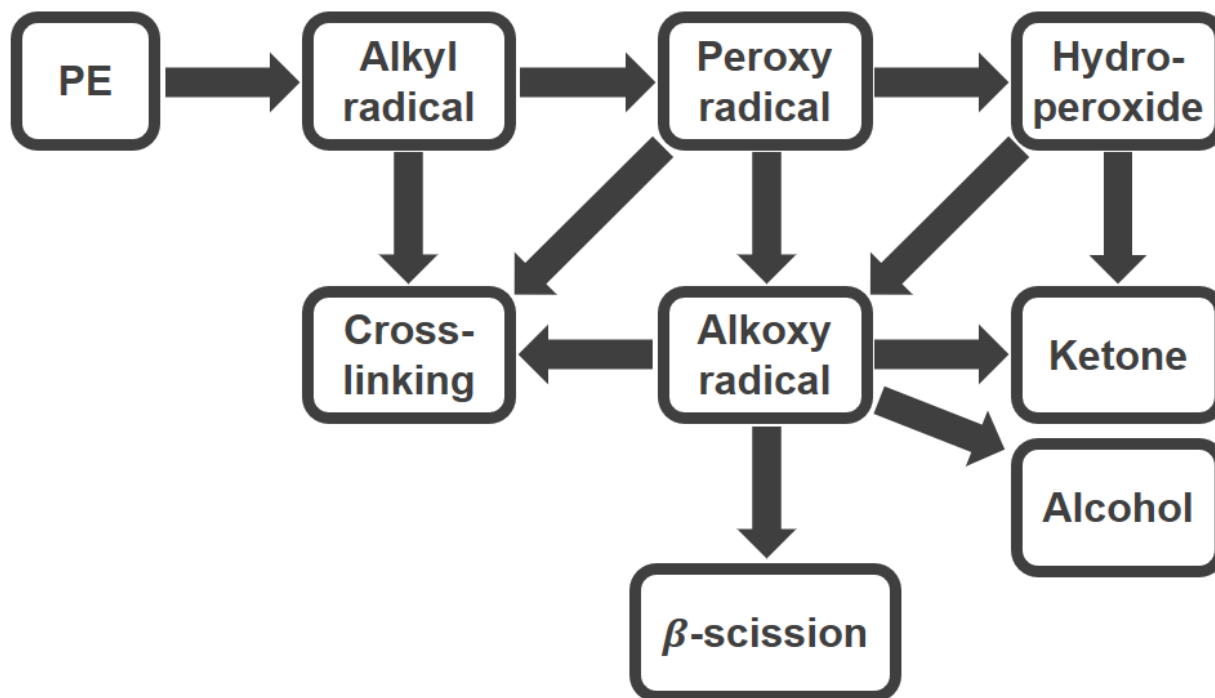 PE
Alkyl
radical
Peroxy
radical
Hydro-
peroxide
Cross-
linking
Alkoxy
radical
Ketone
Alcohol
β-scission